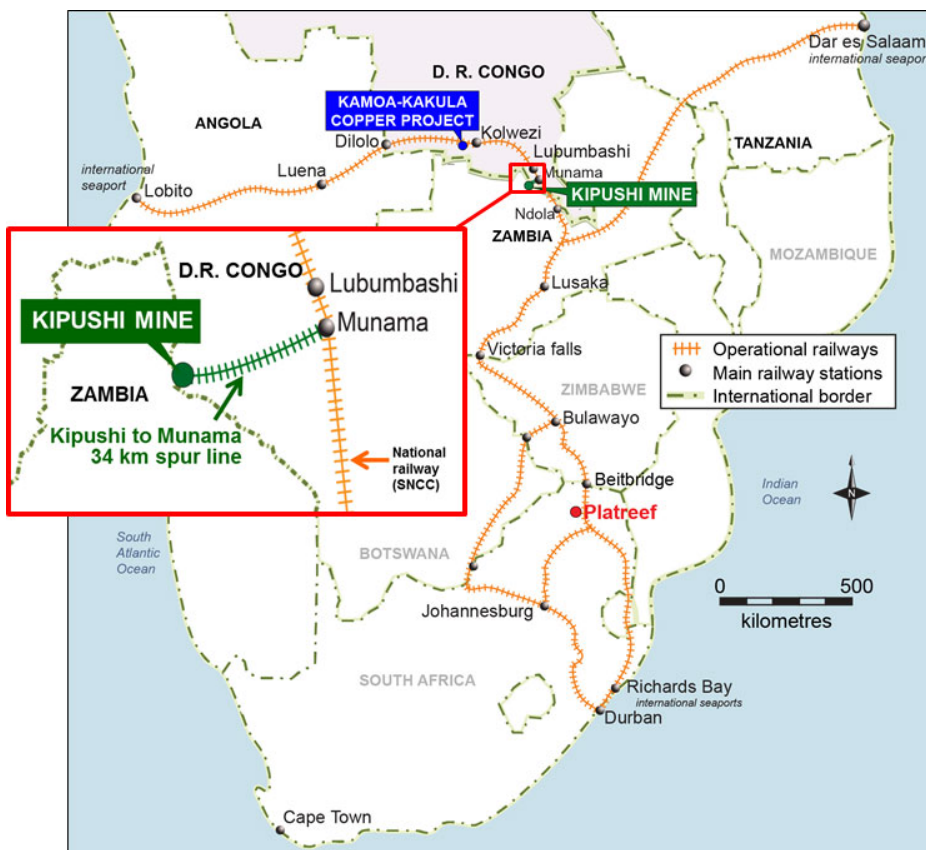 Dar es Salaam
international seaport
D. R. CONGO
KAMOA-KAKULA
COPPER PROJECT
ANGOLA
TANZANIA
Dilolo
Kolwezi
Lubumbashi
Munama
international
seaport
Luena
Lobito
KIPUSHI MINE
Ndola
ZAMBIA
MOZAMBIQUE
D.R. CONGO
Lubumbashi
KIPUSHI MINE
Munama
ZAMBIA
Kipushi to Munama
34 km spur line
National
railway
(SNCC)
Lusaka
Victoria falls
Operational railways
Main railway stations
International border
ZIMBABWE
Bulawayo
Beitbridge
Indian
Ocean
N
Platreef
South
Atlantic
Ocean
BOTSWANA
0 500
kilometres
Johannesburg
SOUTH AFRICA
Richards Bay
international seaports
Durban
Cape Town